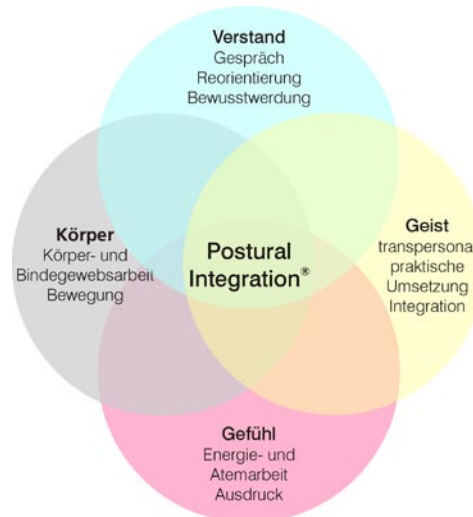 Verstand
Gespräch
Reorientierung
Bewusstwerdung
Körper
Körper- und
Bindegewebsarbeit
Bewegung
Postural
Integration®
Geist
transpersona
praktische
Umsetzung
Integration
Gefühl
Energie- und
Atemarbeit
Ausdruck